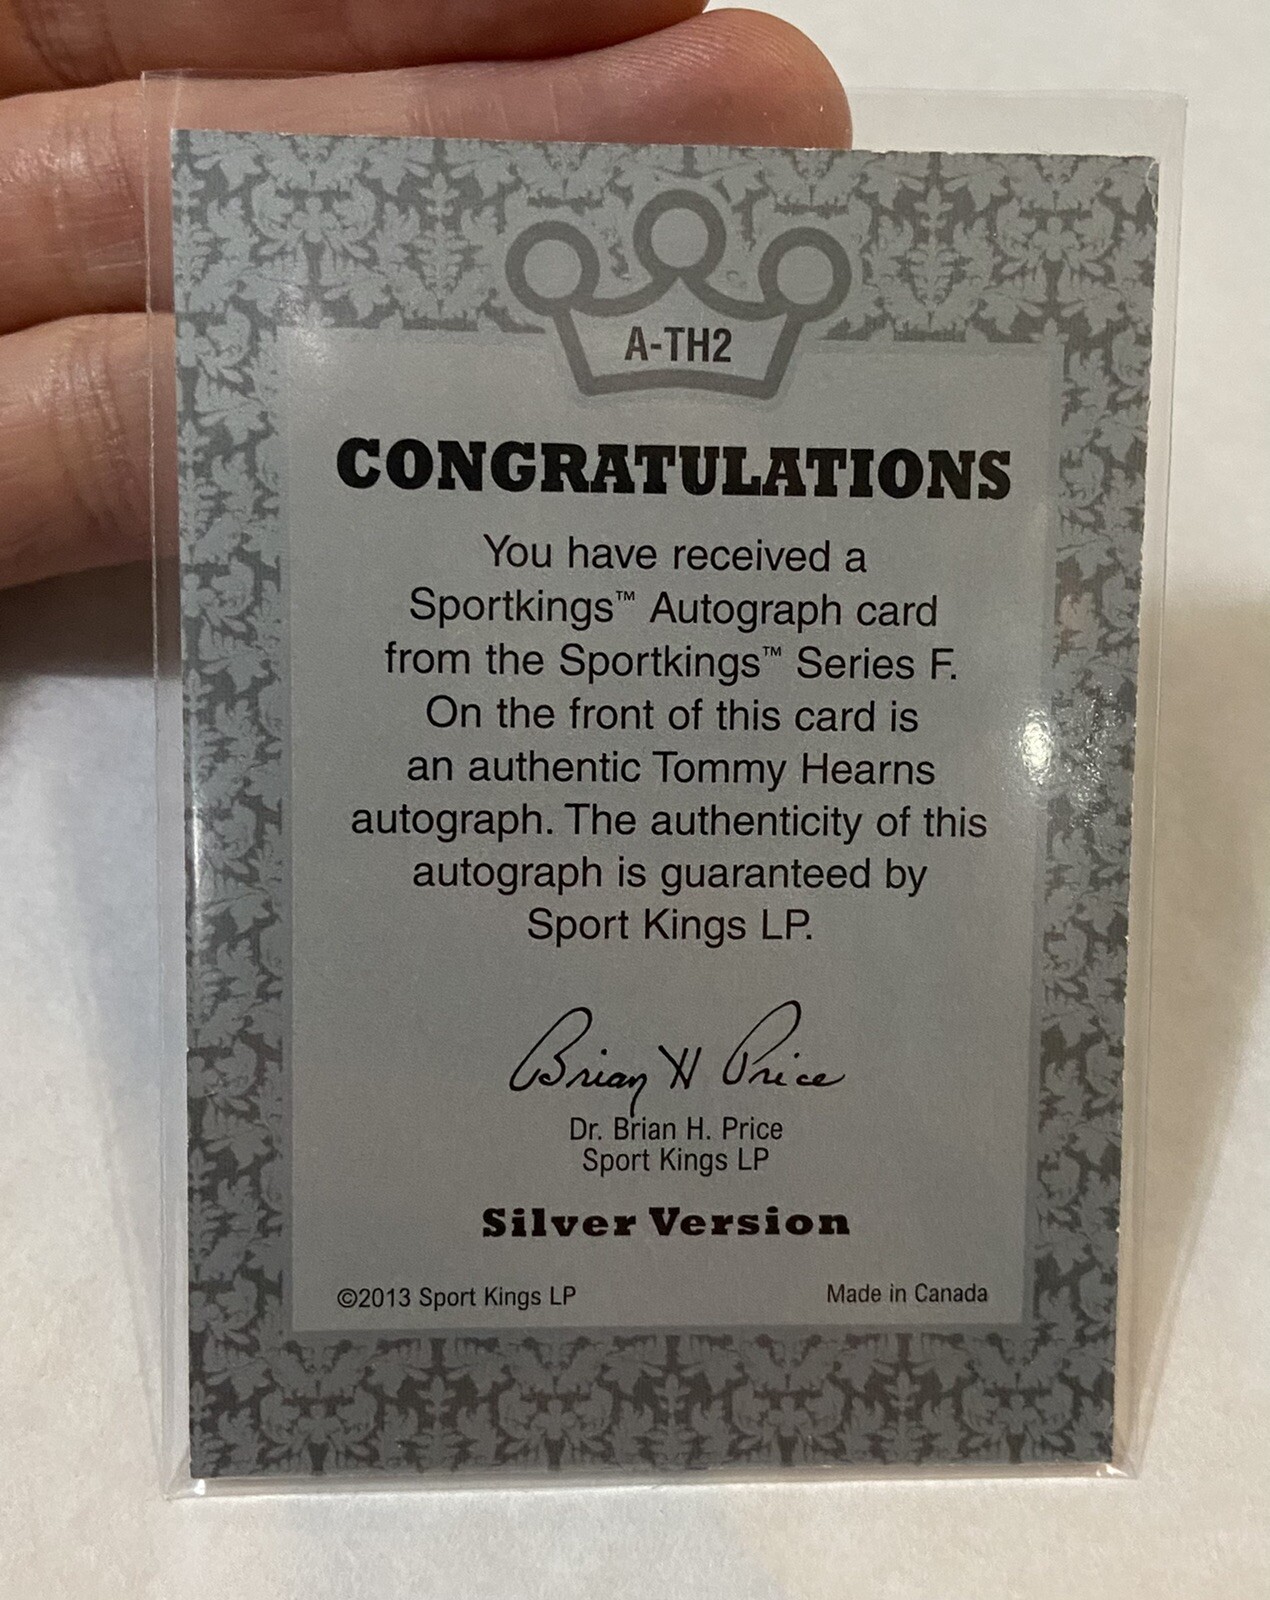 A-TH2
CONGRATULATIONS
You have received a
Sportkings™ Autograph card
from the Sportkings™ Series F.
On the front of this card is
an authentic Tommy Hearns
autograph. The authenticity of this
autograph is guaranteed by
Sport Kings LP.
Brian H Price
Dr. Brian H. Price
Sport Kings LP
Silver Version
©2013 Sport Kings LP Made in Canada